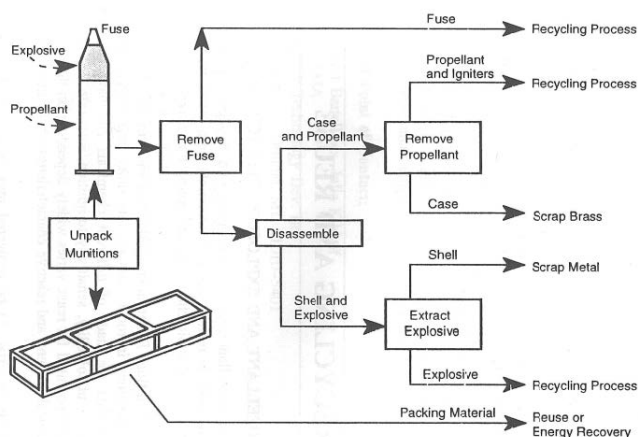 Fuse
Explosive
Propellant
Unpack
Munitions
Remove
Fuse
Fuse
Recycling Process
Disassemble
Case
and Propellant
Remove
Propellant
Propellant
and Igniters
Recycling Process
Case
Scrap Brass
Shell and
Explosive
Extract
Explosive
Shell
Scrap Metal
Explosive
Recycling Process
Packing Material
Reuse or
Energy Recovery